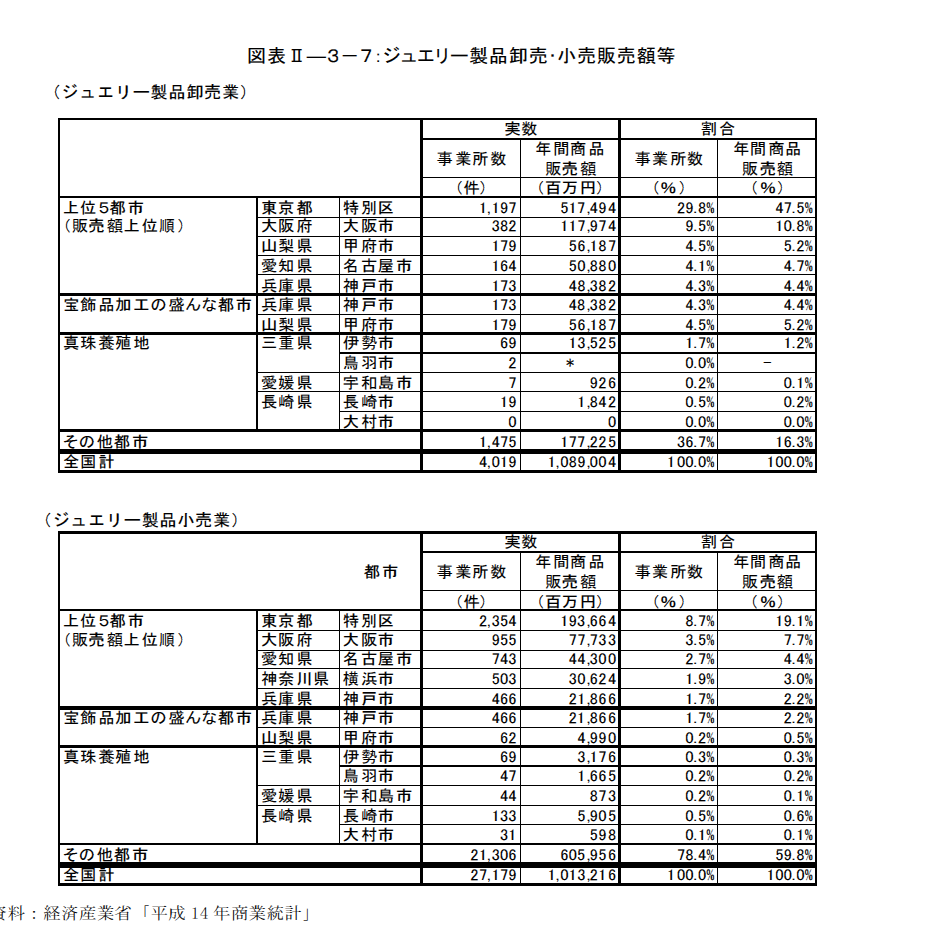 図表Ⅱ―3－7：ジュエリー製品卸売・小売販売額等
（ジュエリー製品卸売業）
実数 割合
事業所数 年間商品販売額 事業所数 年間商品販売額
（件） （百万円） （％） （％）
上位5都市 東京都 特別区 1,197 517,494 29.8% 47.5%
（販売額上位順） 大阪府 大阪市 382 117,974 9.5% 10.8%
山梨県 甲府市 179 56,187 4.5% 5.2%
愛知県 名古屋市 164 50,880 4.1% 4.7%
兵庫県 神戸市 173 48,382 4.3% 4.4%
宝飾品加工の盛んな都市 兵庫県 神戸市 173 48,382 4.3% 4.4%
山梨県 甲府市 179 56,187 4.5% 5.2%
真珠養殖地 三重県 伊勢市 69 13,525 1.7% 1.2%
鳥羽市 2 * 0.0% －
愛媛県 宇和島市 7 926 0.2% 0.1%
長崎県 長崎市 19 1,842 0.5% 0.2%
大村市 0 0 0.0% 0.0%
その他都市 1,475 177,225 36.7% 16.3%
全国計 4,019 1,089,004 100.0% 100.0%
（ジュエリー製品小売業）
実数 割合
都市 事業所数 年間商品販売額 事業所数 年間商品販売額
（件） （百万円） （％） （％）
上位5都市 東京都 特別区 2,354 193,664 8.7% 19.1%
（販売額上位順） 大阪府 大阪市 955 77,733 3.5% 7.7%
愛知県 名古屋市 743 44,300 2.7% 4.4%
神奈川県 横浜市 503 30,624 1.9% 3.0%
兵庫県 神戸市 466 21,866 1.7% 2.2%
宝飾品加工の盛んな都市 兵庫県 神戸市 466 21,866 1.7% 2.2%
山梨県 甲府市 62 4,990 0.2% 0.5%
真珠養殖地 三重県 伊勢市 69 3,176 0.3% 0.3%
鳥羽市 47 1,665 0.2% 0.2%
愛媛県 宇和島市 44 873 0.2% 0.1%
長崎県 長崎市 133 5,905 0.5% 0.6%
大村市 31 598 0.1% 0.1%
その他都市 21,306 605,956 78.4% 59.8%
全国計 27,179 1,013,216 100.0% 100.0%
資料：経済産業省「平成 14 年商業統計」